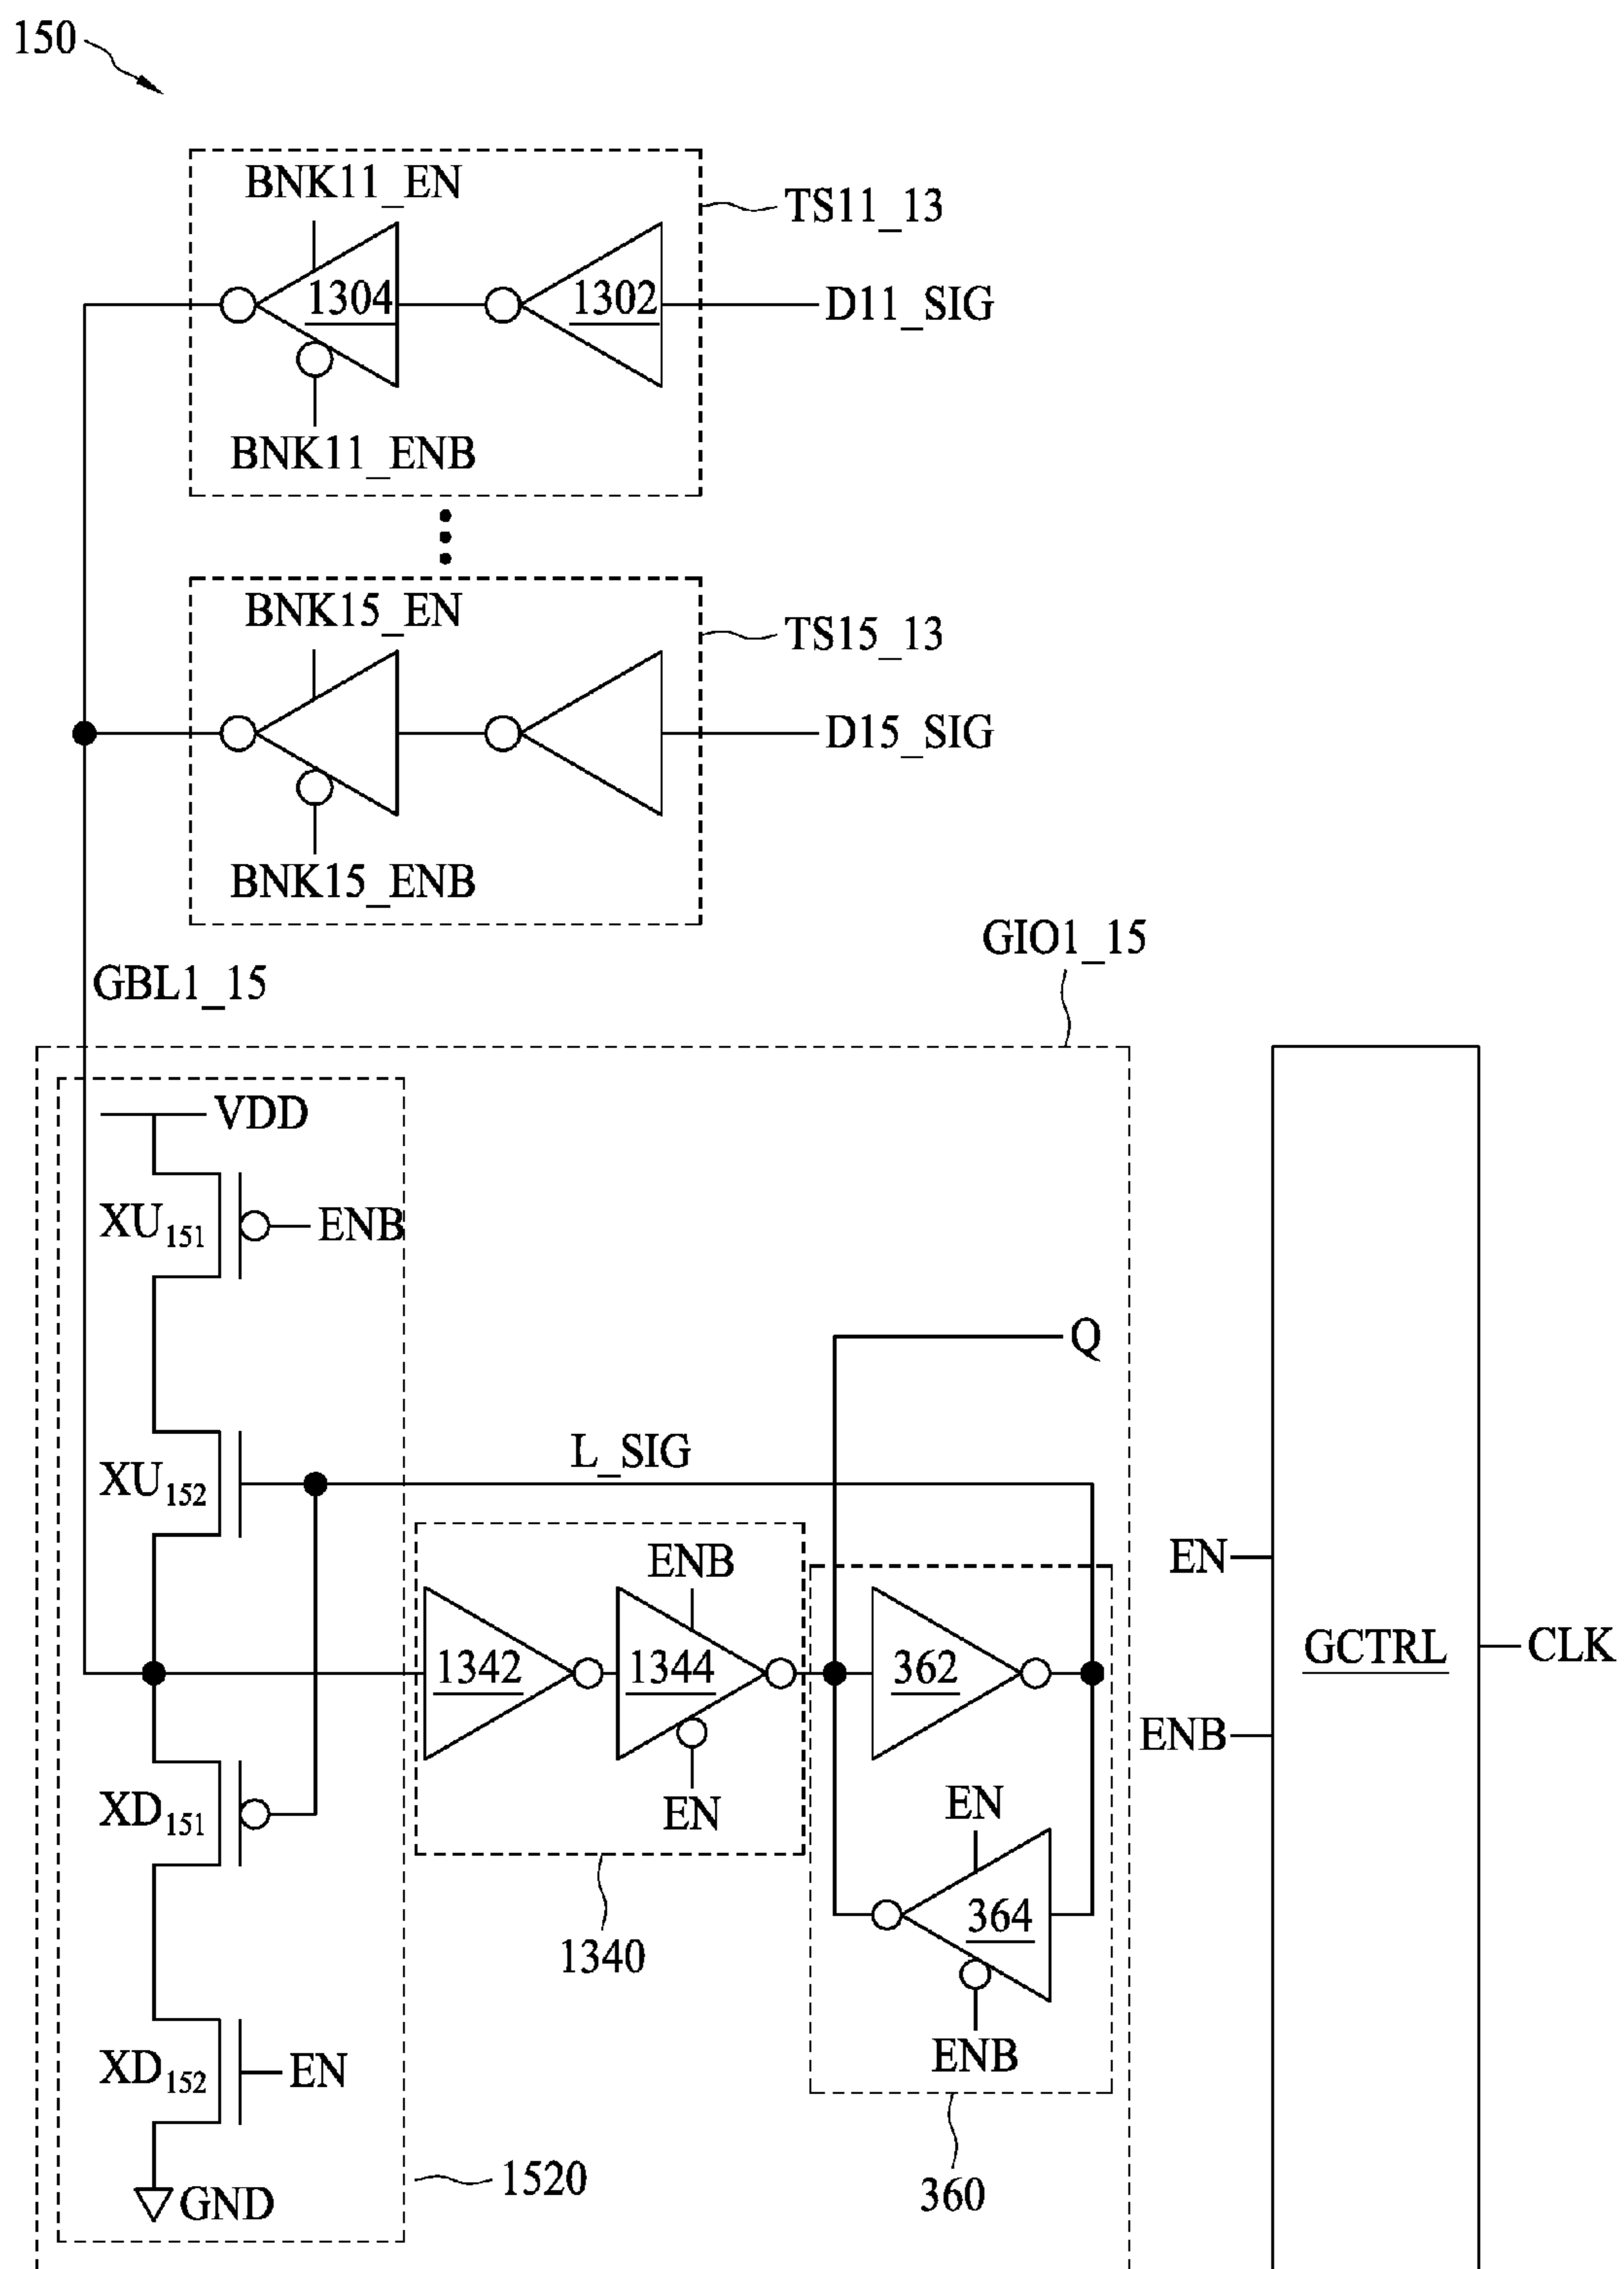 150
BNK11_EN
TS11_13
1304
1302
D11_SIG
BNK11_ENB
BNK15_EN
TS15_13
D15_SIG
BNK15_ENB
GIO1_15
GBL1_15
VDD
XU151
ENB
Q
L_SIG
XU152
ENB
EN
1342
1344
362
GCTRL
CLK
ENB
XD151
EN
EN
364
1340
ENB
XD152
EN
1520
360
GND